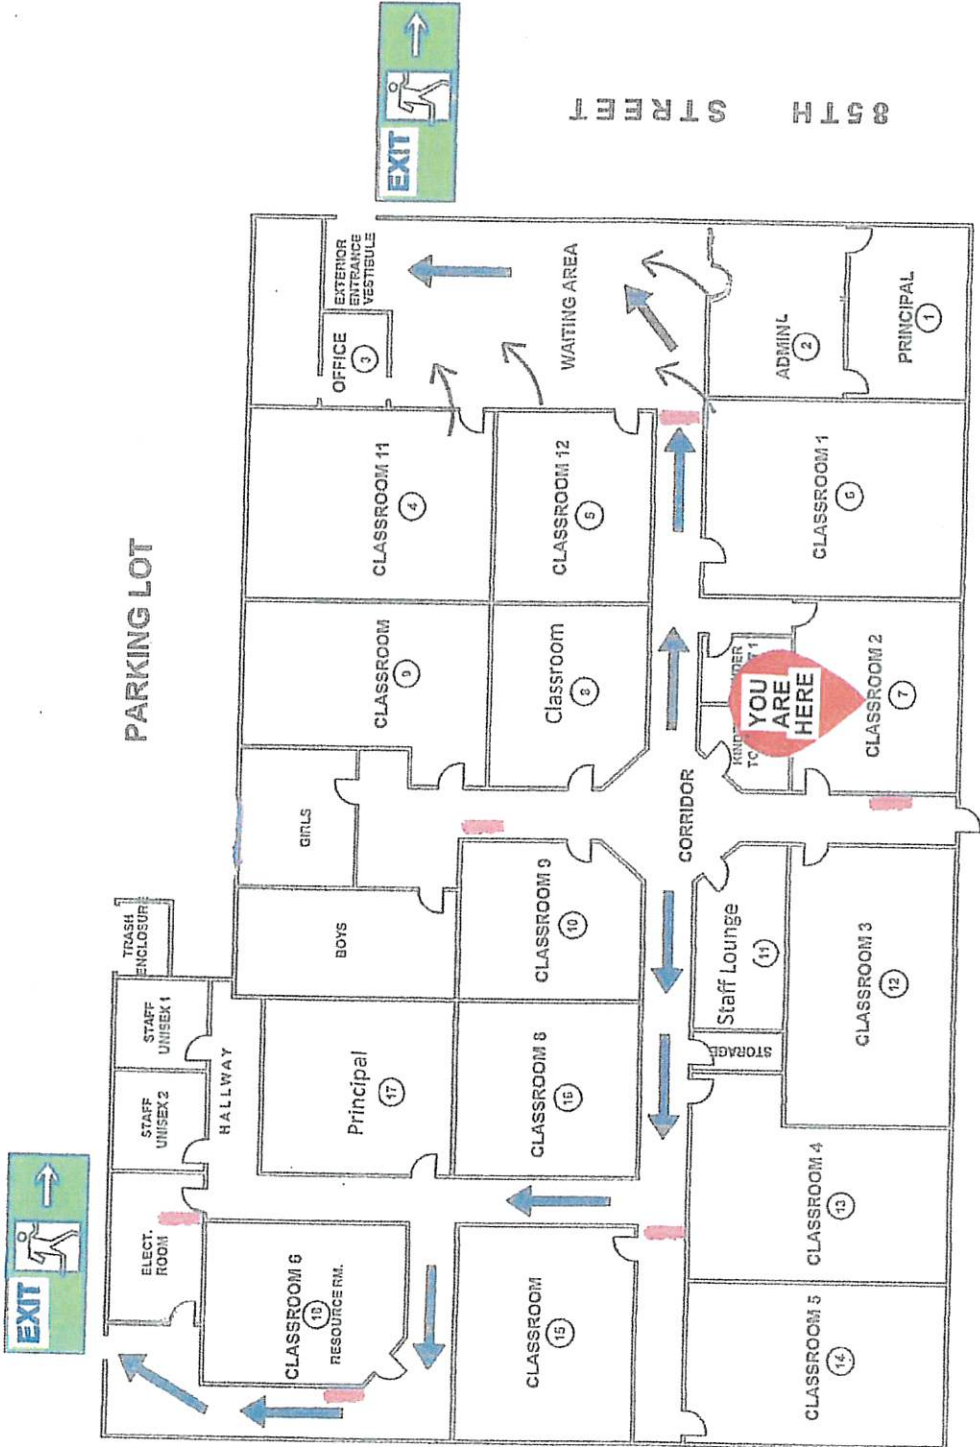 EXIT
ELECT.
ROOM
STAFF
UNISEX 2
STAFF
UNISEX 1
TRASH
ENCLOSURE
PARKING LOT
HALLWAY
CLASSROOM 6
18
RESOURCE RM.
Principal
17
BOYS
GIRLS
CLASSROOM
9
CLASSROOM 11
4
OFFICE
3
EXTERIOR
ENTRANCE
VESTIBULE
EXIT
CLASSROOM
15
CLASSROOM 8
16
CLASSROOM 9
10
Classroom
8
CLASSROOM 12
5
WAITING AREA
85TH STREET
CORRIDOR
STORAGE
Staff Lounge
11
YOU
ARE
HERE
CLASSROOM 5
14
CLASSROOM 4
13
CLASSROOM 3
12
CLASSROOM 2
7
CLASSROOM 1
6
ADMIN.
2
PRINCIPAL
1